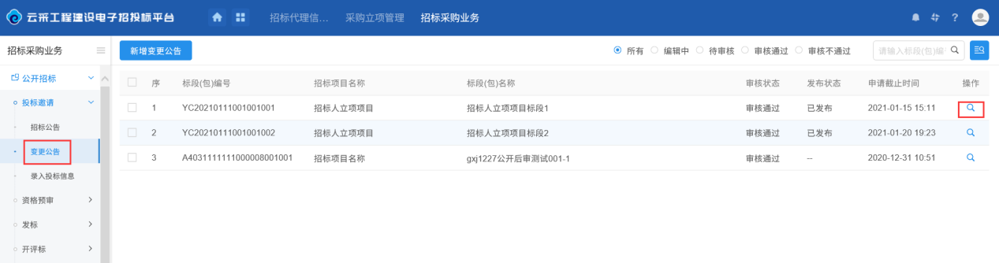 云采工程建设电子招投标平台 招标代理信... 采购立项管理 招标采购业务 ?
招标采购业务 新增变更公告 所有 编辑中 待审核 审核通过 审核不通过 请输入标段(包)编
公开招标
序 标段(包)编号 招标项目名称 标段(包)名称 审核状态 发布状态 申请截止时间 操作
投标邀请
1 YC20210111001001001 招标人立项项目 招标人立项项目标段1 审核通过 已发布 2021-01-15 15:11
招标公告
2 YC20210111001001002 招标人立项项目 招标人立项项目标段2 审核通过 已发布 2021-01-20 19:23
变更公告
3 A4031111111000008001001 招标项目名称 gxj1227公开后审测试001-1 审核通过 -- 2020-12-31 10:51
录入投标信息
资格预审
发标
开评标